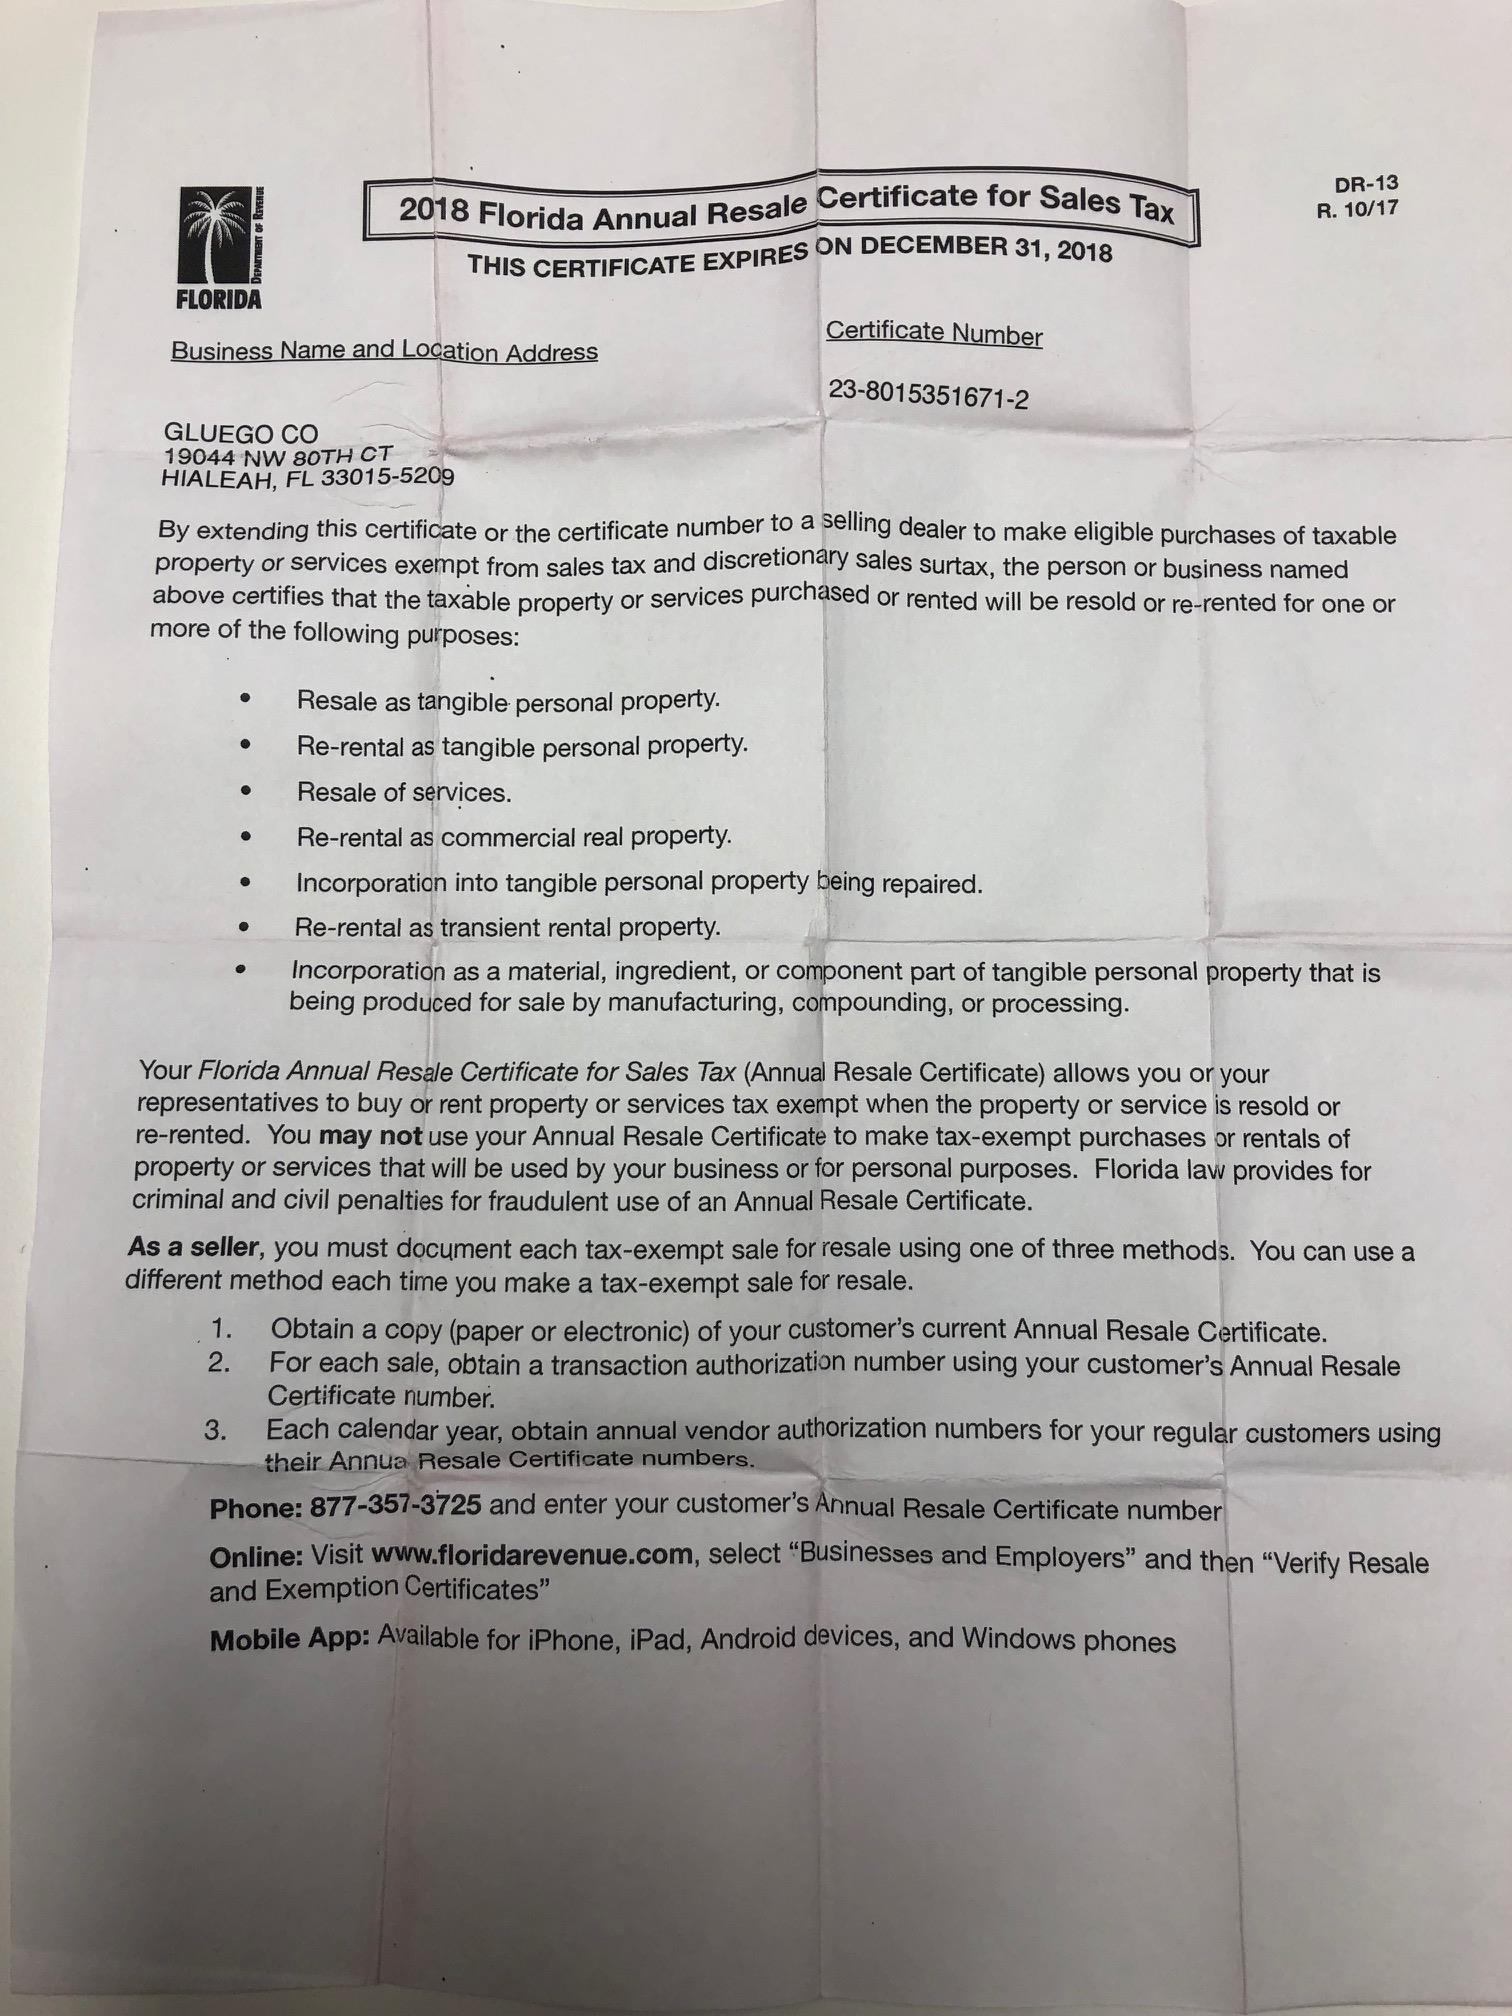 DEPARTMENT OF REVENUE
FLORIDA
2018 Florida Annual Resale Certificate for Sales Tax
THIS CERTIFICATE EXPIRES ON DECEMBER 31, 2018
DR-13
R. 10/17
Business Name and Location Address
Certificate Number
GLUEGO CO
19044 NW 80TH CT
HIALEAH, FL 33015-5209
23-8015351671-2
By extending this certificate or the certificate number to a selling dealer to make eligible purchases of taxable
property or services exempt from sales tax and discretionary sales surtax, the person or business named
above certifies that the taxable property or services purchased or rented will be resold or re-rented for one or
more of the following purposes:
• Resale as tangible personal property.
• Re-rental as tangible personal property.
• Resale of services.
• Re-rental as commercial real property.
• Incorporation into tangible personal property being repaired.
• Re-rental as transient rental property.
• Incorporation as a material, ingredient, or component part of tangible personal property that is
being produced for sale by manufacturing, compounding, or processing.
Your Florida Annual Resale Certificate for Sales Tax (Annual Resale Certificate) allows you or your
representatives to buy or rent property or services tax exempt when the property or service is resold or
re-rented. You may not use your Annual Resale Certificate to make tax-exempt purchases or rentals of
property or services that will be used by your business or for personal purposes. Florida law provides for
criminal and civil penalties for fraudulent use of an Annual Resale Certificate.
As a seller, you must document each tax-exempt sale for resale using one of three methods. You can use a
different method each time you make a tax-exempt sale for resale.
1. Obtain a copy (paper or electronic) of your customer's current Annual Resale Certificate.
2. For each sale, obtain a transaction authorization number using your customer's Annual Resale
Certificate number.
3. Each calendar year, obtain annual vendor authorization numbers for your regular customers using
their Annual Resale Certificate numbers.
Phone: 877-357-3725 and enter your customer's Annual Resale Certificate number
Online: Visit www.floridarevenue.com, select "Businesses and Employers" and then "Verify Resale
and Exemption Certificates"
Mobile App: Available for iPhone, iPad, Android devices, and Windows phones